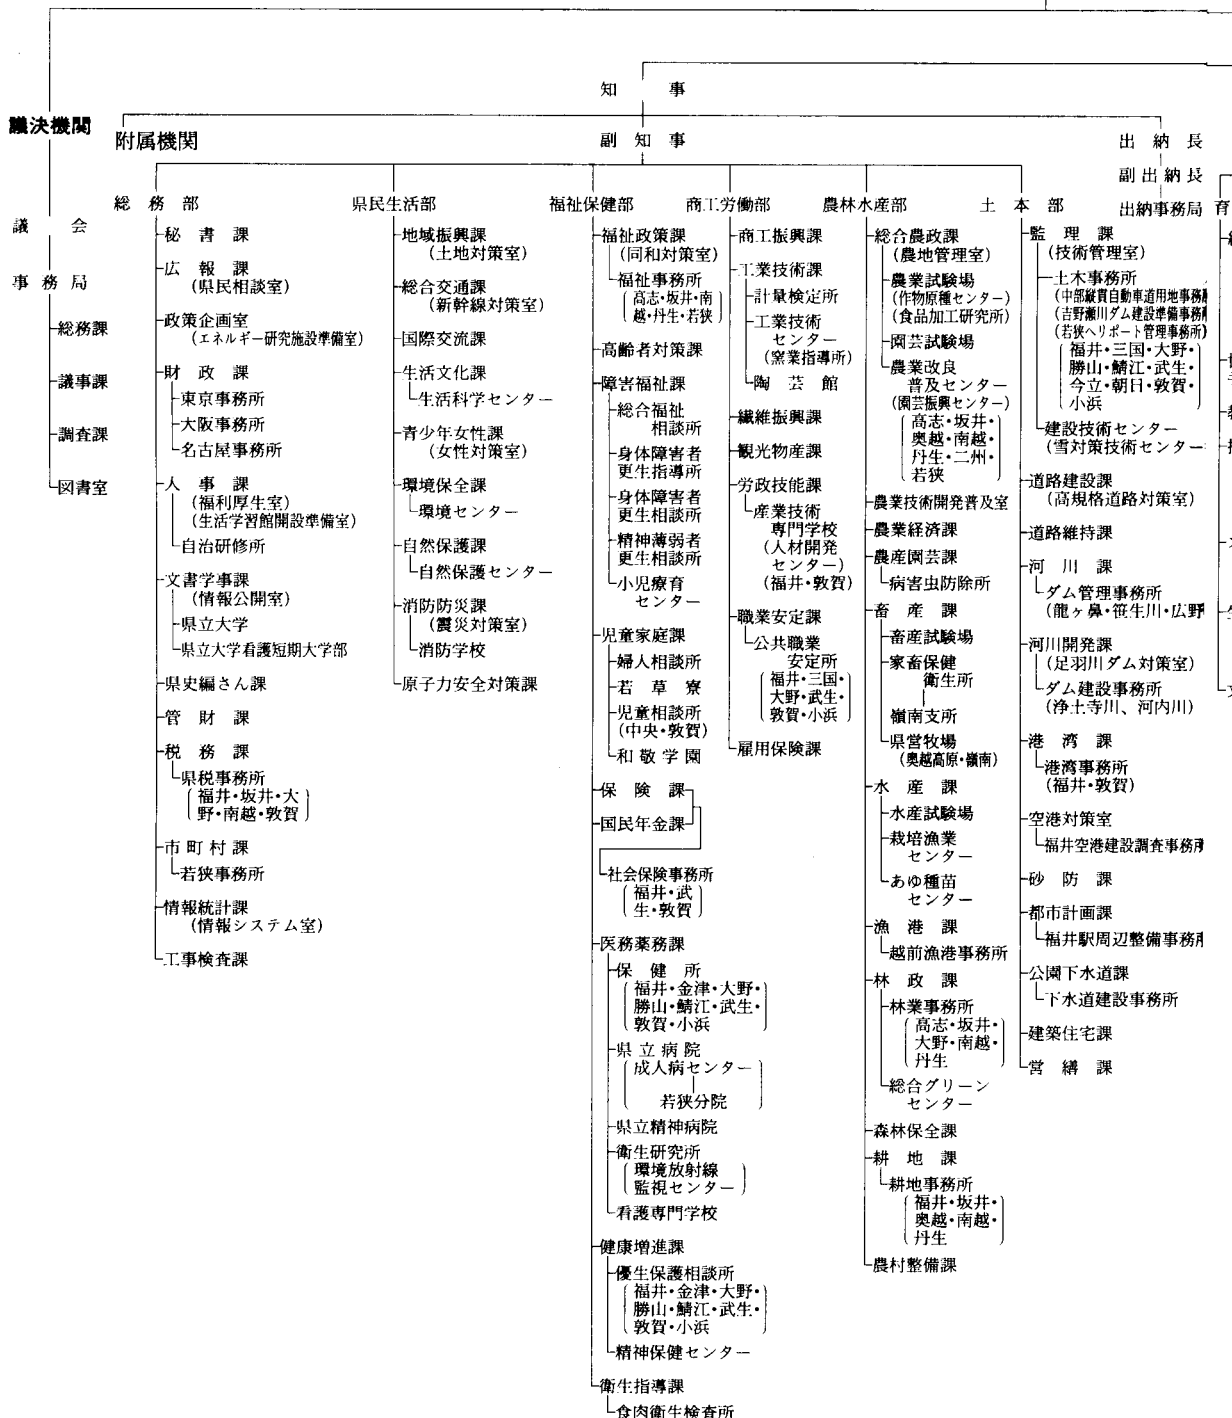 知事
議決機関
附属機関
副知事
出納長
副出納長
出納事務局
育
議会
事務局
総務課
議事課
調査課
図書室
総務部
秘書課
広報課
(県民相談室)
政策企画室
(エネルギー研究施設準備室)
財政課
東京事務所
大阪事務所
名古屋事務所
人事課
(福利厚生室)
(生活学習館開設準備室)
自治研修所
文書学事課
(情報公開室)
県立大学
県立大学看護短期大学部
県史編さん課
管財課
税務課
県税事務所
(福井・坂井・大
野・南越・敦賀)
市町村課
若狭事務所
情報統計課
(情報システム室)
工事検査課
県民生活部
地域振興課
(土地対策室)
総合交通課
(新幹線対策室)
国際交流課
生活文化課
生活科学センター
青少年女性課
(女性対策室)
環境保全課
環境センター
自然保護課
自然保護センター
消防防災課
(震災対策室)
消防学校
原子力安全対策課
福祉保健部
福祉政策課
(同和対策室)
福祉事務所
(高志・坂井・南
越・丹生・若狭)
高齢者対策課
障害福祉課
総合福祉
相談所
身体障害者
更生指導所
身体障害者
更生相談所
精神薄弱者
更生相談所
小児療育
センター
児童家庭課
婦人相談所
若草寮
児童相談所
(中央・敦賀)
和敬学園
保険課
国民年金課
社会保険事務所
(福井・武
生・敦賀)
医務薬務課
保健所
(福井・金津・大野・
勝山・鯖江・武生・
敦賀・小浜)
県立病院
(成人病センター
若狭分院)
県立精神病院
衛生研究所
(環境放射線
監視センター)
看護専門学校
健康増進課
優生保護相談所
(福井・金津・大野・
勝山・鯖江・武生・
敦賀・小浜)
精神保健センター
衛生指導課
食肉衛生検査所
商工労働部
商工振興課
工業技術課
計量検定所
工業技術
センター
(窯業指導所)
陶芸館
繊維振興課
観光物産課
労政技能課
産業技術
専門学校
(人材開発
センター)
(福井・敦賀)
職業安定課
公共職業
安定所
(福井・三国・
大野・武生・
敦賀・小浜)
雇用保険課
農林水産部
総合農政課
(農地管理室)
農業試験場
(作物原種センター)
(食品加工研究所)
園芸試験場
農業改良
普及センター
(園芸振興センター)
(高志・坂井・
奥越・南越・
丹生・二州・
若狭)
農業技術開発普及室
農業経済課
農産園芸課
病害虫防除所
畜産課
畜産試験場
家畜保健
衛生所
嶺南支所
県営牧場
(奥越高原・嶺南)
水産課
水産試験場
栽培漁業
センター
あゆ種苗
センター
漁港課
越前漁港事務所
林政課
林業事務所
(高志・坂井・
大野・南越・
丹生)
総合グリーン
センター
森林保全課
耕地課
耕地事務所
(福井・坂井・
奥越・南越・
丹生)
農村整備課
土木部
監理課
(技術管理室)
土木事務所
(中部縦貫自動車道用地事務
(吉野瀬川ダム建設準備事務
(若狭ヘリポート管理事務所)
(福井・三国・大野・
勝山・鯖江・武生・
今立・朝日・敦賀・
小浜)
建設技術センター
(雪対策技術センター
道路建設課
(高規格道路対策室)
道路維持課
河川課
ダム管理事務所
(龍ヶ鼻・笹生川・広野
河川開発課
(足羽川ダム対策室)
ダム建設事務所
(浄土寺川、河内川)
港湾課
港湾事務所
(福井・敦賀)
空港対策室
福井空港建設調査事務
砂防課
都市計画課
福井駅周辺整備事務
公園下水道課
下水道建設事務所
建築住宅課
営繕課